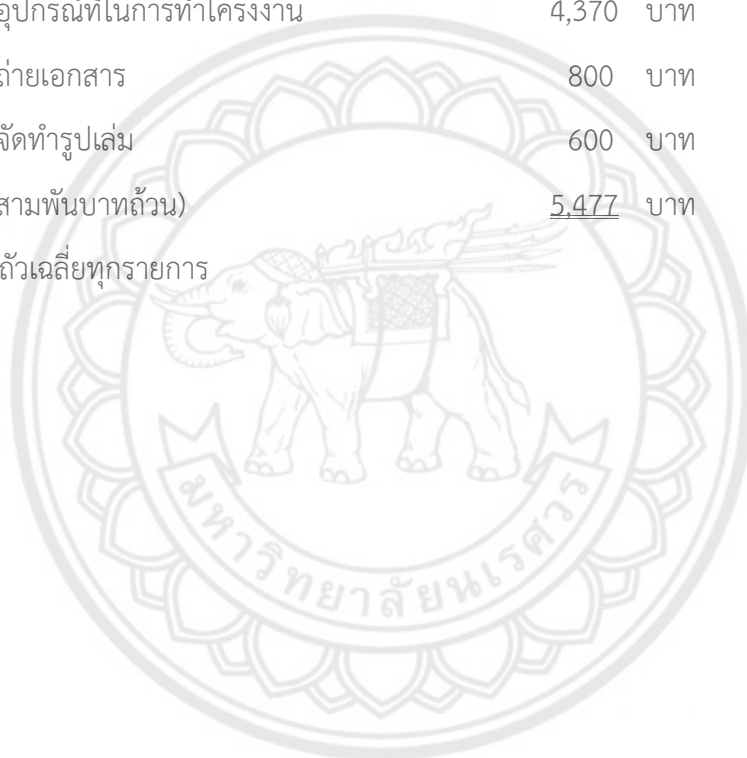 อุปกรณ์ที่ในการทำโครงงาน 4,370 บาท
ถ่ายเอกสาร 800 บาท
จัดทำรูปเล่ม 600 บาท
สามพันบาทถ้วน) 5,477 บาท
ถัวเฉลี่ยทุกรายการ
มหาวิทยาลัยนเรศวร